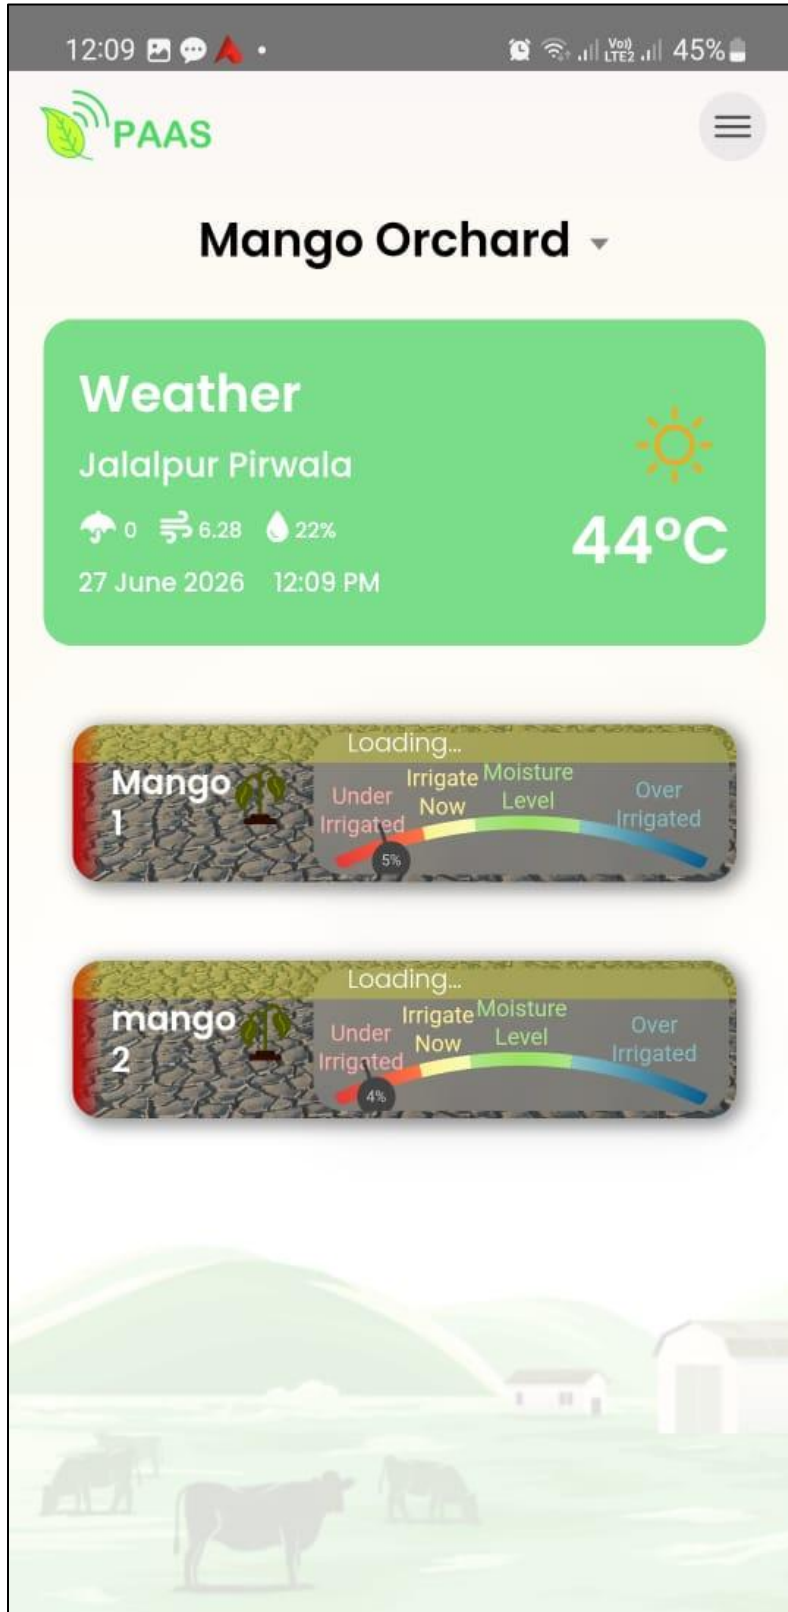 12:09 45%
Vo))
LTE2
PAAS
Mango Orchard
Weather
Jalalpur Pirwala
0 6.28 22%
44°C
27 June 2026 12:09 PM
Loading...
Mango
1
Under
Irrigated
Irrigate
Now
Moisture
Level
Over
Irrigated
5%
Loading...
mango
2
Under
Irrigated
Irrigate
Now
Moisture
Level
Over
Irrigated
4%